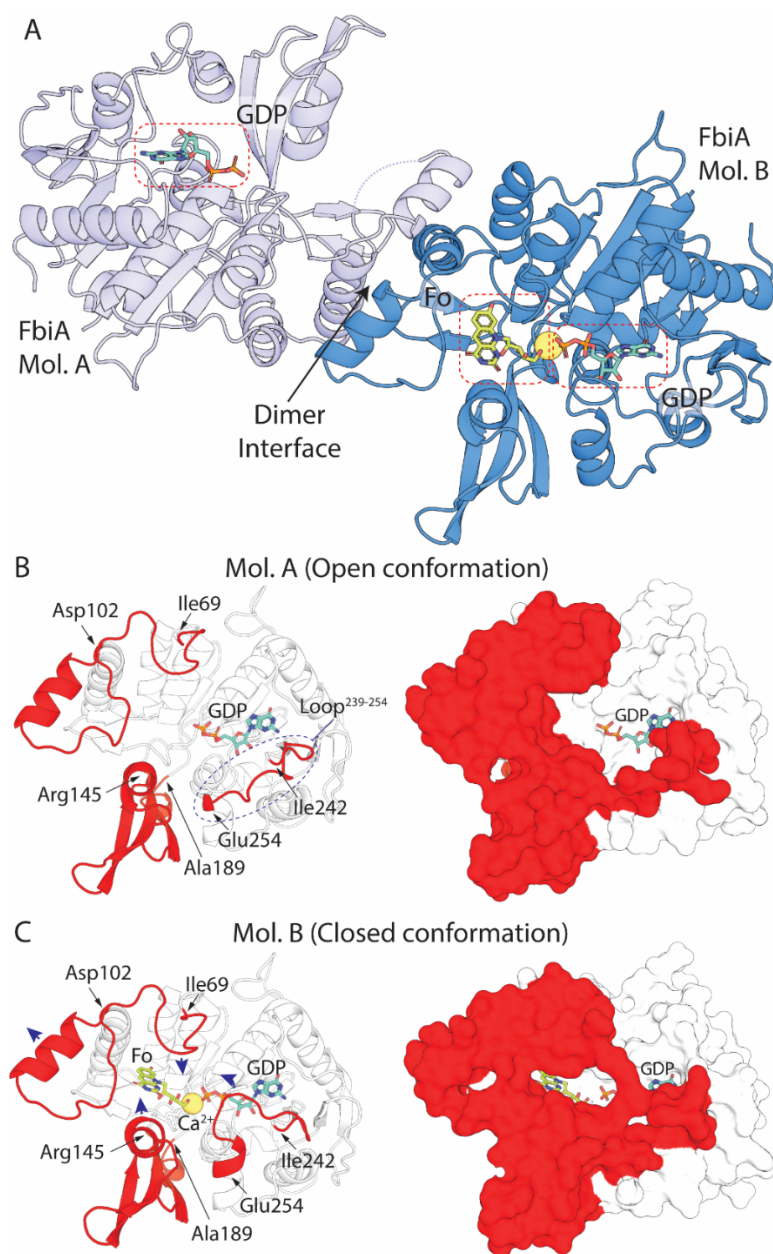 A
GDP
FbiA
Mol. B
Fo
FbiA
Mol. A
Dimer
Interface
GDP
B
Mol. A (Open conformation)
Asp102
Ile69
GDP
Loop²³⁹⁻²⁵⁴
Arg145
Ile242
Glu254
Ala189
GDP
C
Mol. B (Closed conformation)
Asp102
Ile69
Fo
GDP
Ca²⁺
Arg145
Ile242
Glu254
Ala189
GDP